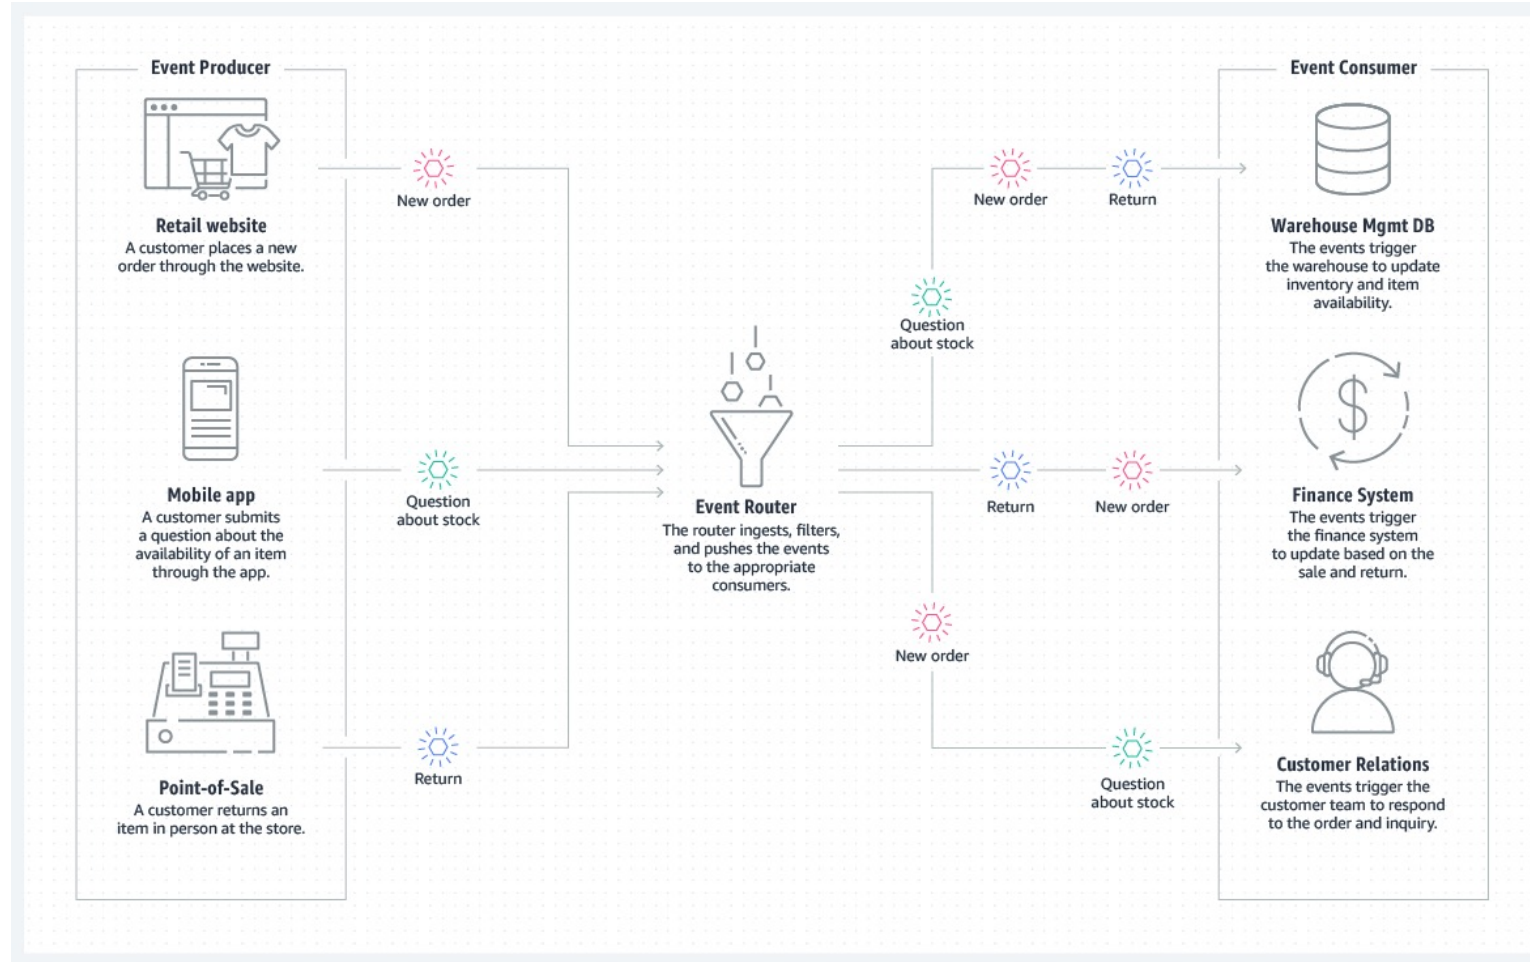 Event Producer
Retail website
A customer places a new
order through the website.
Mobile app
A customer submits
a question about the
availability of an item
through the app.
Point-of-Sale
A customer returns an
item in person at the store.
New order
Question
about stock
Return
Event Router
The router ingests, filters,
and pushes the events
to the appropriate
consumers.
New order
Return
Question
about stock
Return
New order
New order
Question
about stock
Event Consumer
Warehouse Mgmt DB
The events trigger
the warehouse to update
inventory and item
availability.
Finance System
The events trigger
the finance system
to update based on the
sale and return.
Customer Relations
The events trigger the
customer team to respond
to the order and inquiry.